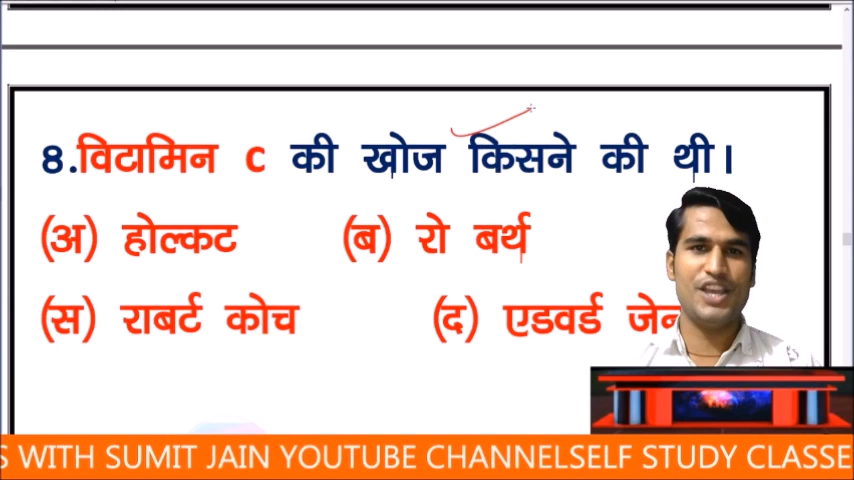 8.विटामिन C की खोज किसने की थी।
(अ) होल्कट (ब) रो बर्थ
(स) राबर्ट कोच (द) एडवर्ड
S WITH SUMIT JAIN YOUTUBE CHANNELSELF STUDY CLASSE